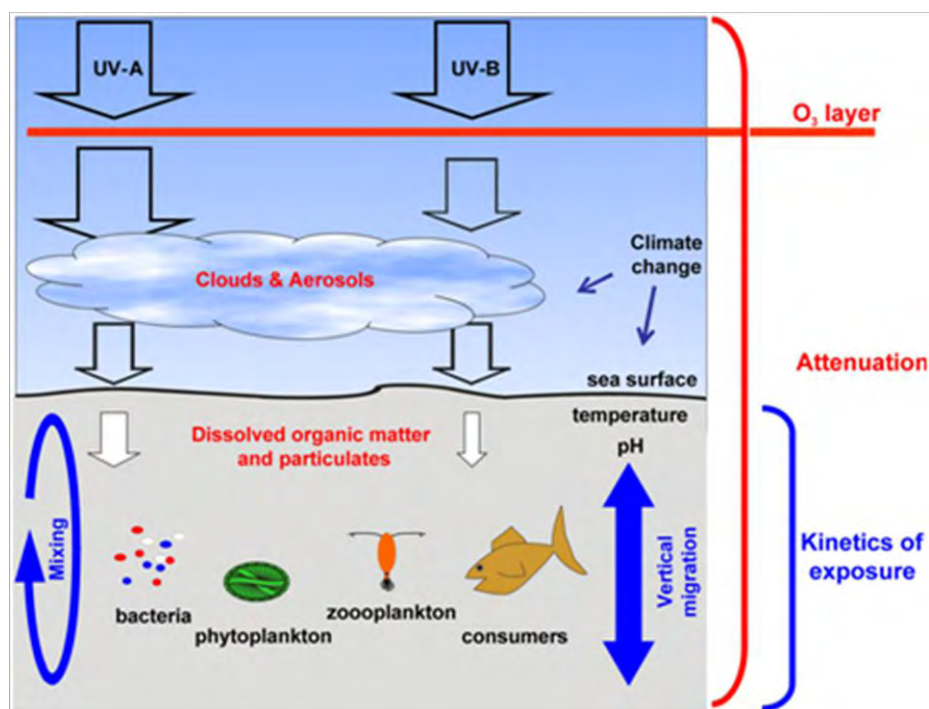 UV-A
UV-B
O₃ layer
Clouds & Aerosols
Climate
change
Attenuation
sea surface
temperature
pH
Dissolved organic matter
and particulates
Mixing
bacteria
phytoplankton
zoooplankton
consumers
Vertical
migration
Kinetics of
exposure